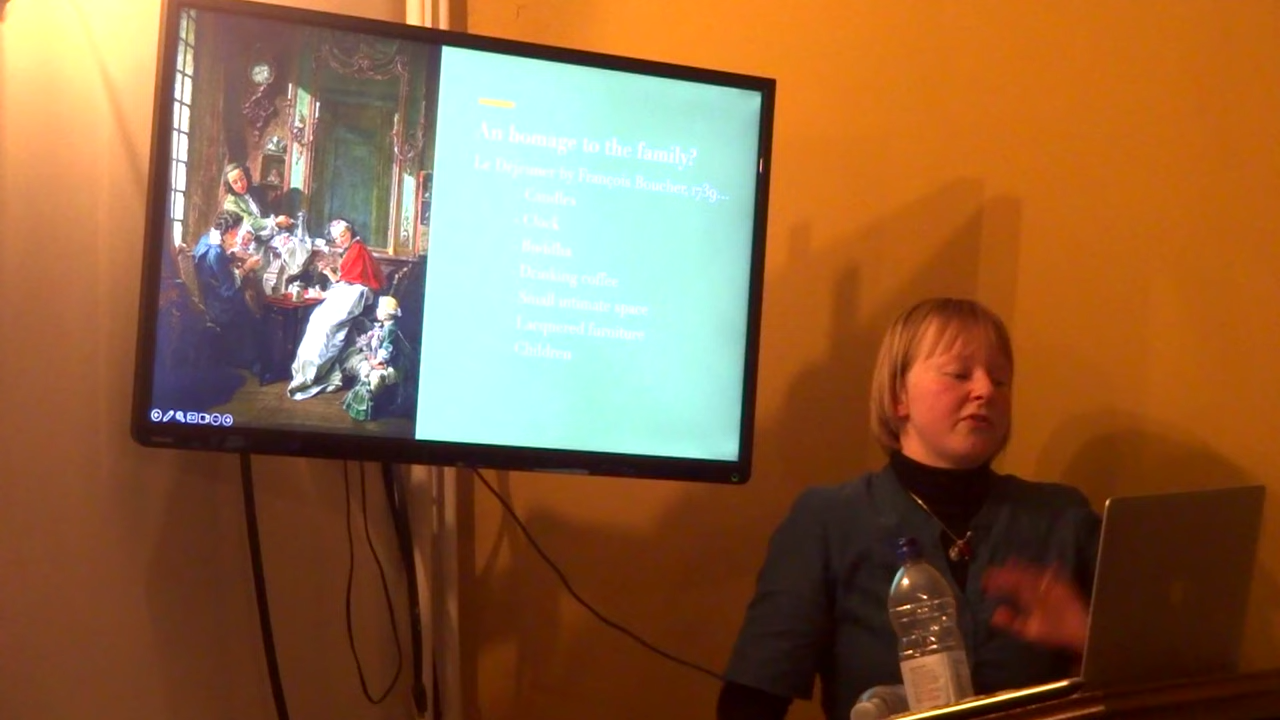 An homage to the family?
Le Déjeuner by François Boucher, 1739...
Candles
Clock
Buddha
Drinking coffee
Small intimate space
Lacquered furniture
Children